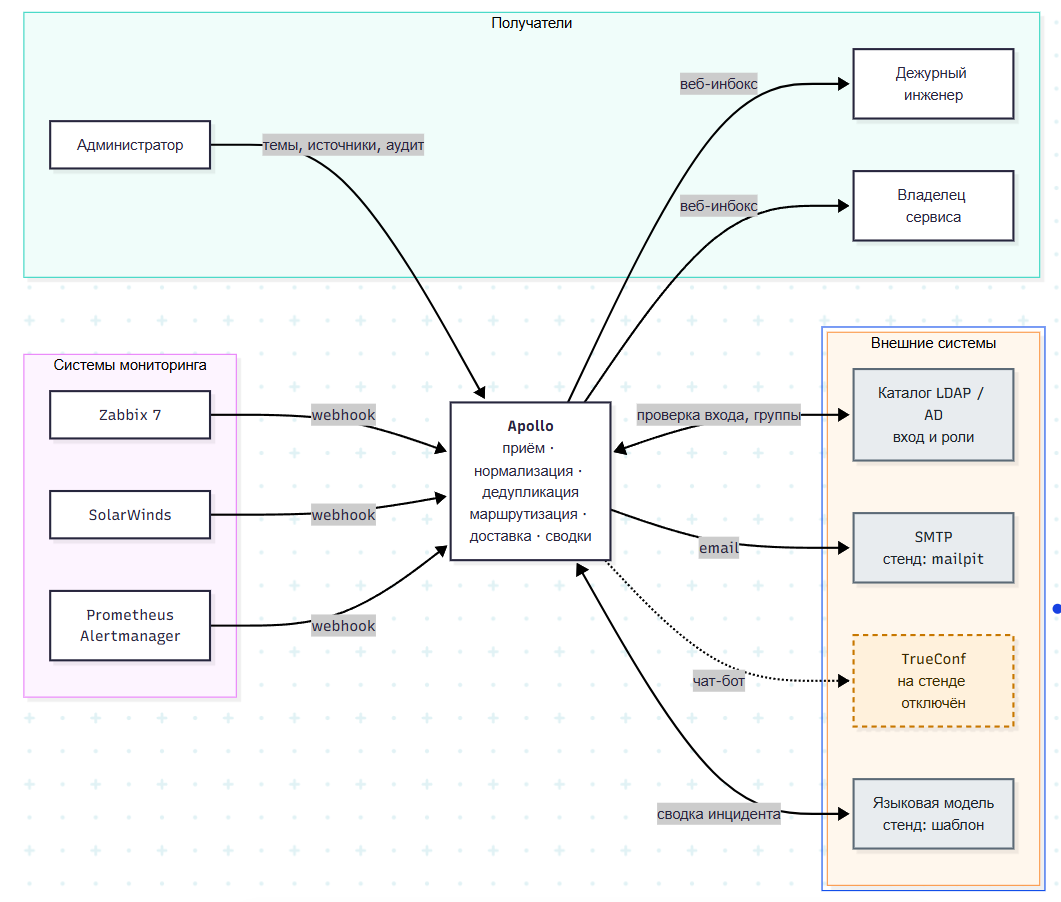 Получатели
Администратор
темы, источники, аудит
веб-инбокс
Дежурный
инженер
веб-инбокс
Владелец
сервиса
Системы мониторинга
Zabbix 7
webhook
SolarWinds
webhook
Prometheus
Alertmanager
webhook
Apollo
приём ·
нормализация ·
дедупликация
маршрутизация ·
доставка · сводки
Внешние системы
проверка входа, группы
Каталог LDAP /
AD
вход и роли
email
SMTP
стенд: mailpit
чат-бот
TrueConf
на стенде
отключён
сводка инцидента
Языковая модель
стенд: шаблон